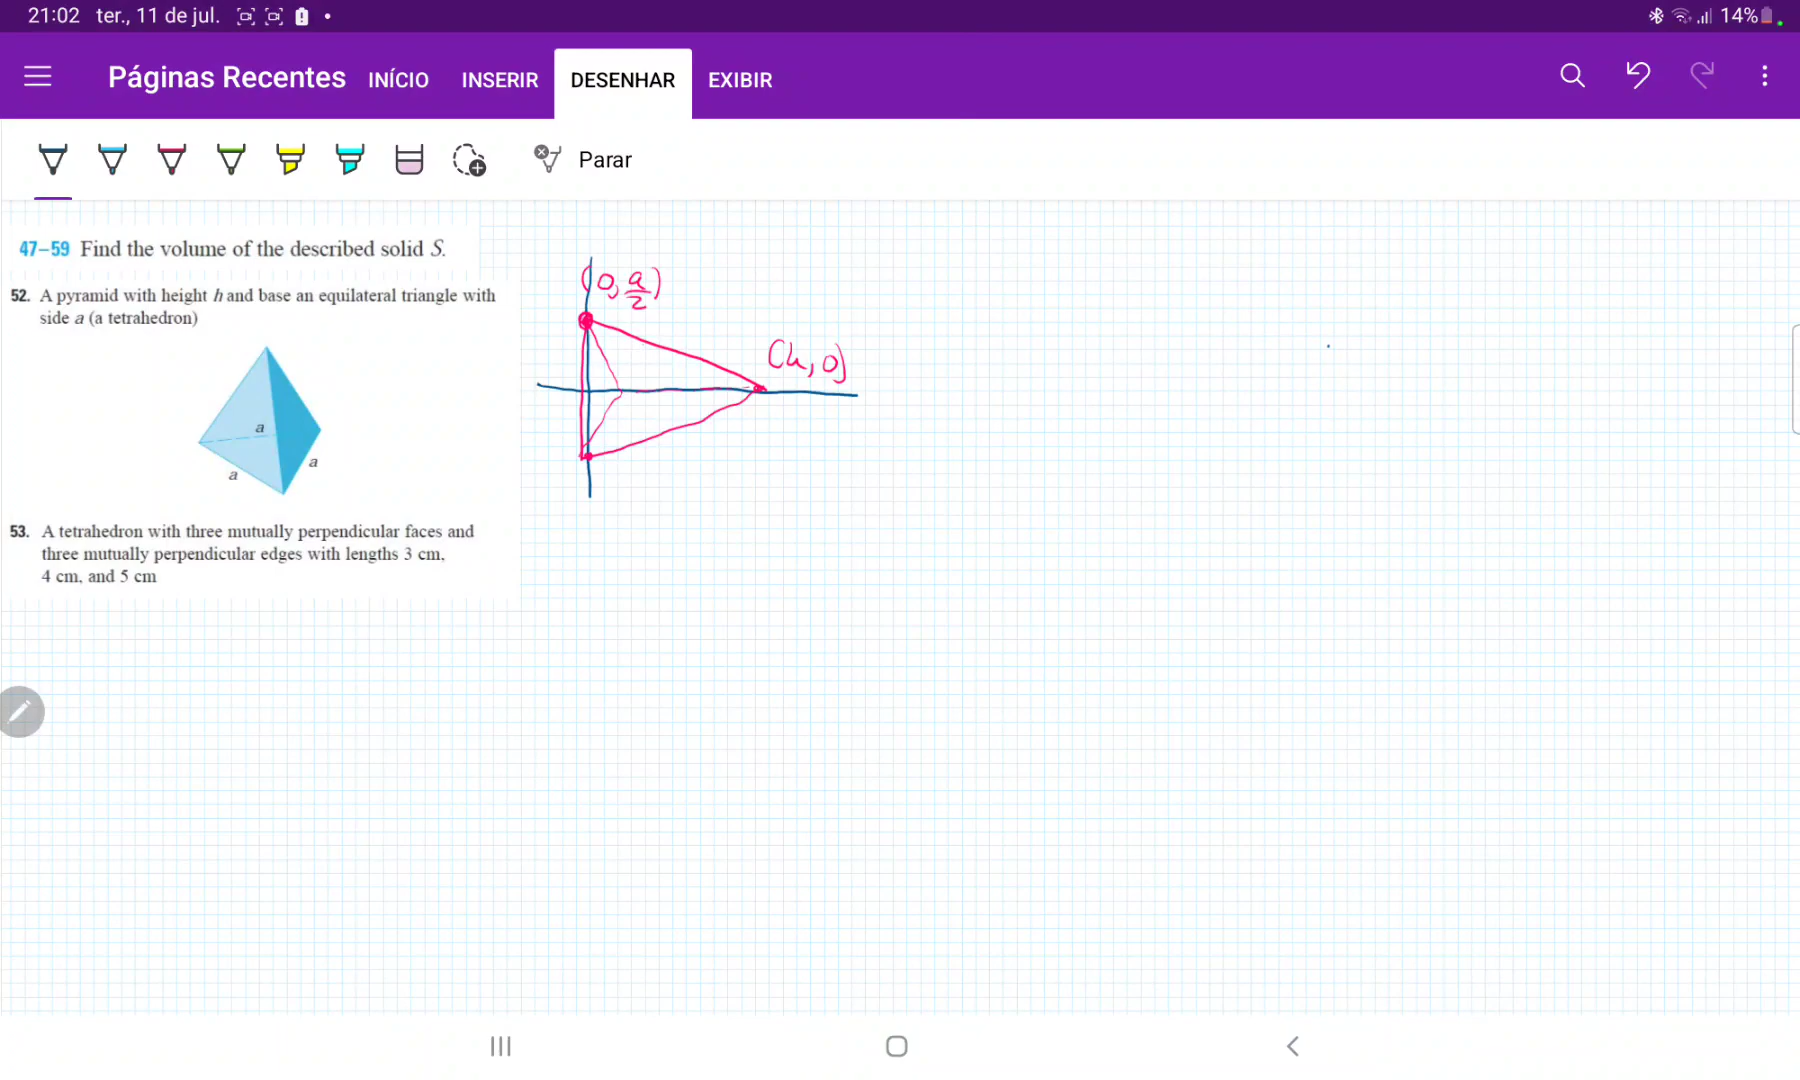 21:02 ter., 11 de jul.
14%
Páginas Recentes INÍCIO INSERIR DESENHAR EXIBIR
Parar
47–59 Find the volume of the described solid S.
52. A pyramid with height h and base an equilateral triangle with
side a (a tetrahedron)
a
a
a
53. A tetrahedron with three mutually perpendicular faces and
three mutually perpendicular edges with lengths 3 cm,
4 cm, and 5 cm
(0, a/2)
(h, 0)